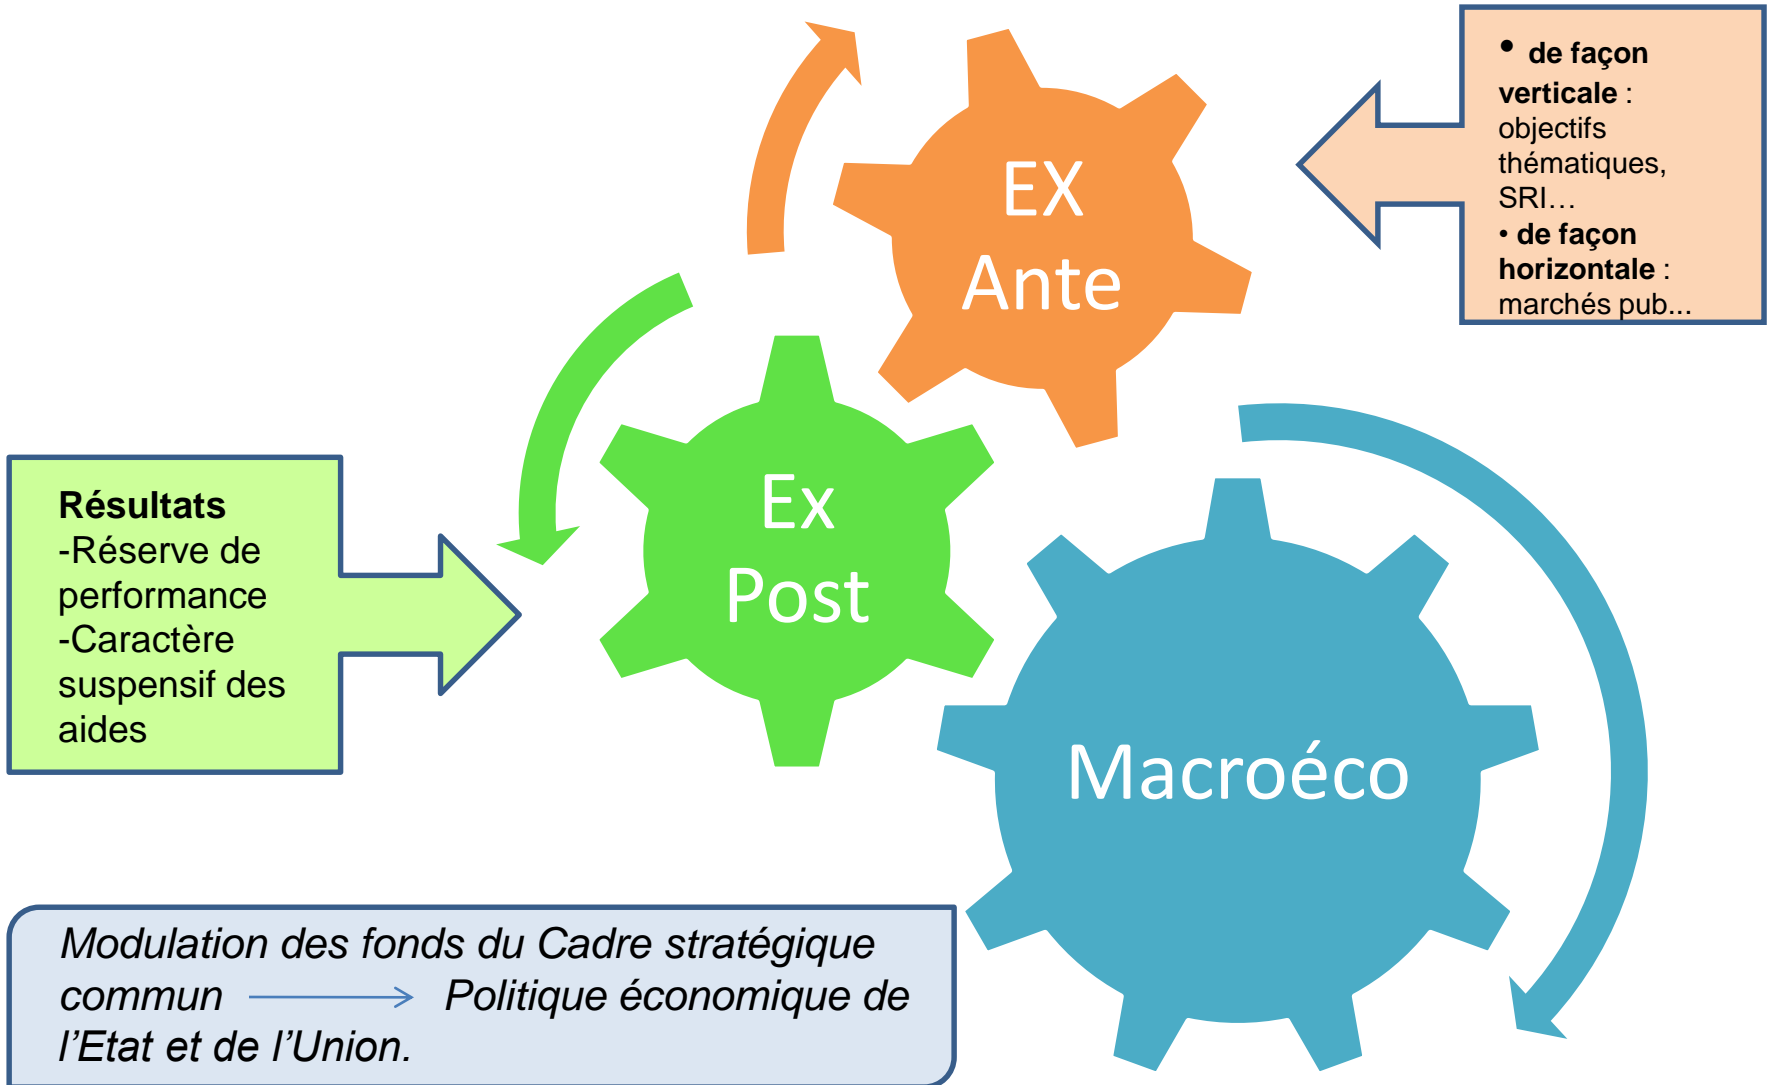 • de façon
verticale :
objectifs
thématiques,
SRI…
• de façon
horizontale :
marchés pub...
EX
Ante
Ex
Post
Résultats
-Réserve de
performance
-Caractère
suspensif des
aides
Macroéco
Modulation des fonds du Cadre stratégique
commun Politique économique de
l’Etat et de l’Union.